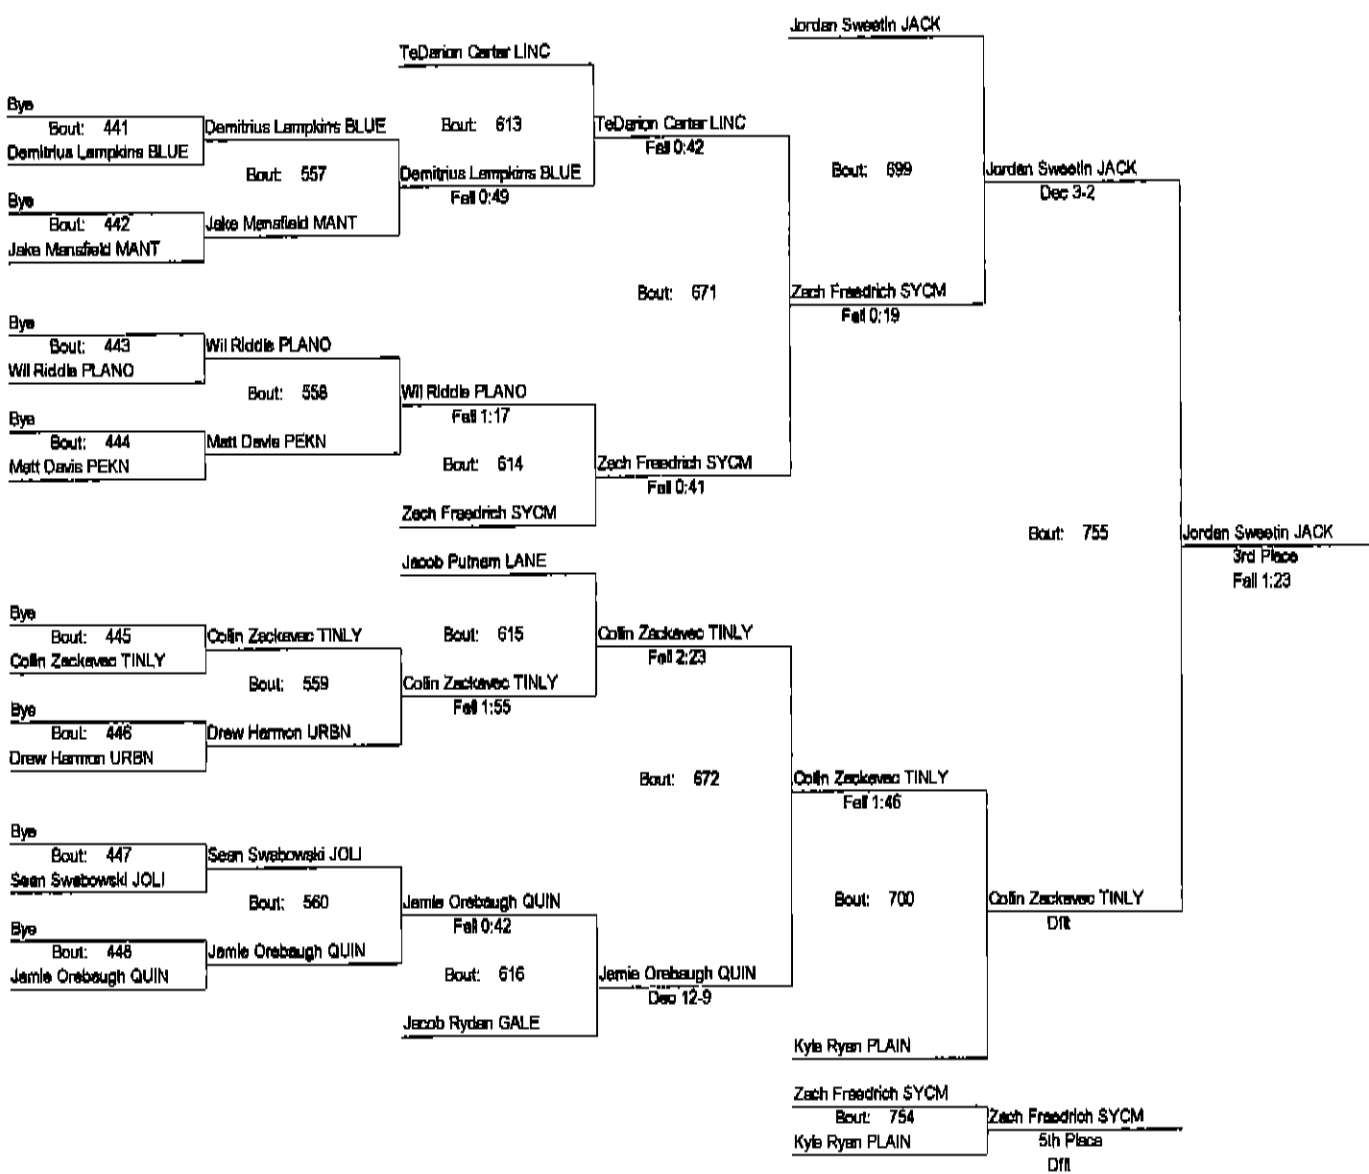 Jordan Sweetin JACK
TeDarion Carter LINC
Bye
Bout: 441
Demitrius Lampkins BLUE
Demitrius Lampkins BLUE
Bout: 613
TeDarion Carter LINC
Fall 0:42
Bout: 557
Demitrius Lampkins BLUE
Fall 0:49
Bout: 699
Jordan Sweetin JACK
Dec 3-2
Bye
Bout: 442
Jake Mansfield MANT
Jake Mansfield MANT
Bout: 671
Zach Freedrich SYCM
Fall 0:19
Bye
Bout: 443
Wil Riddle PLANO
Wil Riddle PLANO
Bout: 558
Wil Riddle PLANO
Fall 1:17
Bye
Bout: 444
Matt Davis PEKN
Matt Davis PEKN
Bout: 614
Zach Freedrich SYCM
Fall 0:41
Zach Freedrich SYCM
Bout: 755
Jordan Sweetin JACK
3rd Place
Fall 1:23
Jacob Putnam LANE
Bye
Bout: 445
Collin Zackavec TINLY
Collin Zackavec TINLY
Bout: 615
Collin Zackavec TINLY
Fall 2:23
Bout: 559
Collin Zackavec TINLY
Fall 1:55
Bye
Bout: 446
Drew Harmon URBN
Drew Harmon URBN
Bout: 672
Collin Zackavec TINLY
Fall 1:46
Bye
Bout: 447
Sean Swabowski JOLI
Sean Swabowski JOLI
Bout: 560
Jamie Orebaugh QUIN
Fall 0:42
Bout: 700
Collin Zackavec TINLY
Dflt
Bye
Bout: 448
Jamie Orebaugh QUIN
Jamie Orebaugh QUIN
Bout: 616
Jamie Orebaugh QUIN
Dec 12-9
Jacob Rydan GALE
Kyle Ryan PLAIN
Zach Freedrich SYCM
Bout: 754
Kyle Ryan PLAIN
Zach Freedrich SYCM
5th Place
Dflt